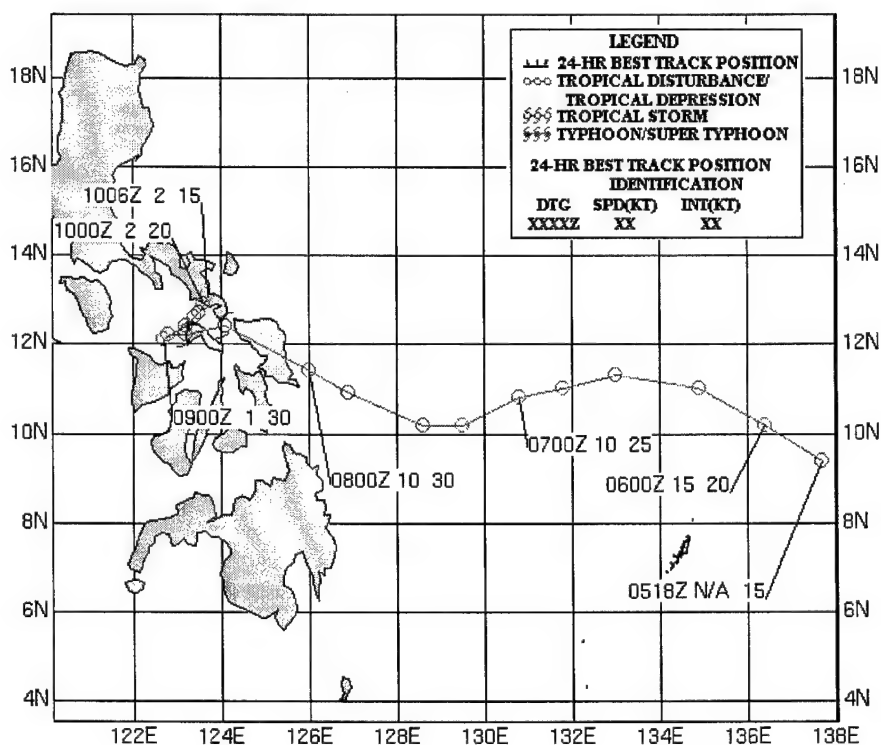 LEGEND
24-HR BEST TRACK POSITION
TROPICAL DISTURBANCE/
TROPICAL DEPRESSION
TROPICAL STORM
TYPHOON/SUPER TYPHOON
24-HR BEST TRACK POSITION
IDENTIFICATION
DTG SPD(KT) INT(KT)
XXXXZ XX XX
18N 18N
16N 16N
1006Z 2 15
1000Z 2 20
14N 14N
12N 12N
0900Z 1 30
10N 0700Z 10 25 10N
0800Z 10 30
0600Z 15 20
8N 8N
0518Z N/A 15
6N 6N
4N 4N
122E 124E 126E 128E 130E 132E 134E 136E 138E